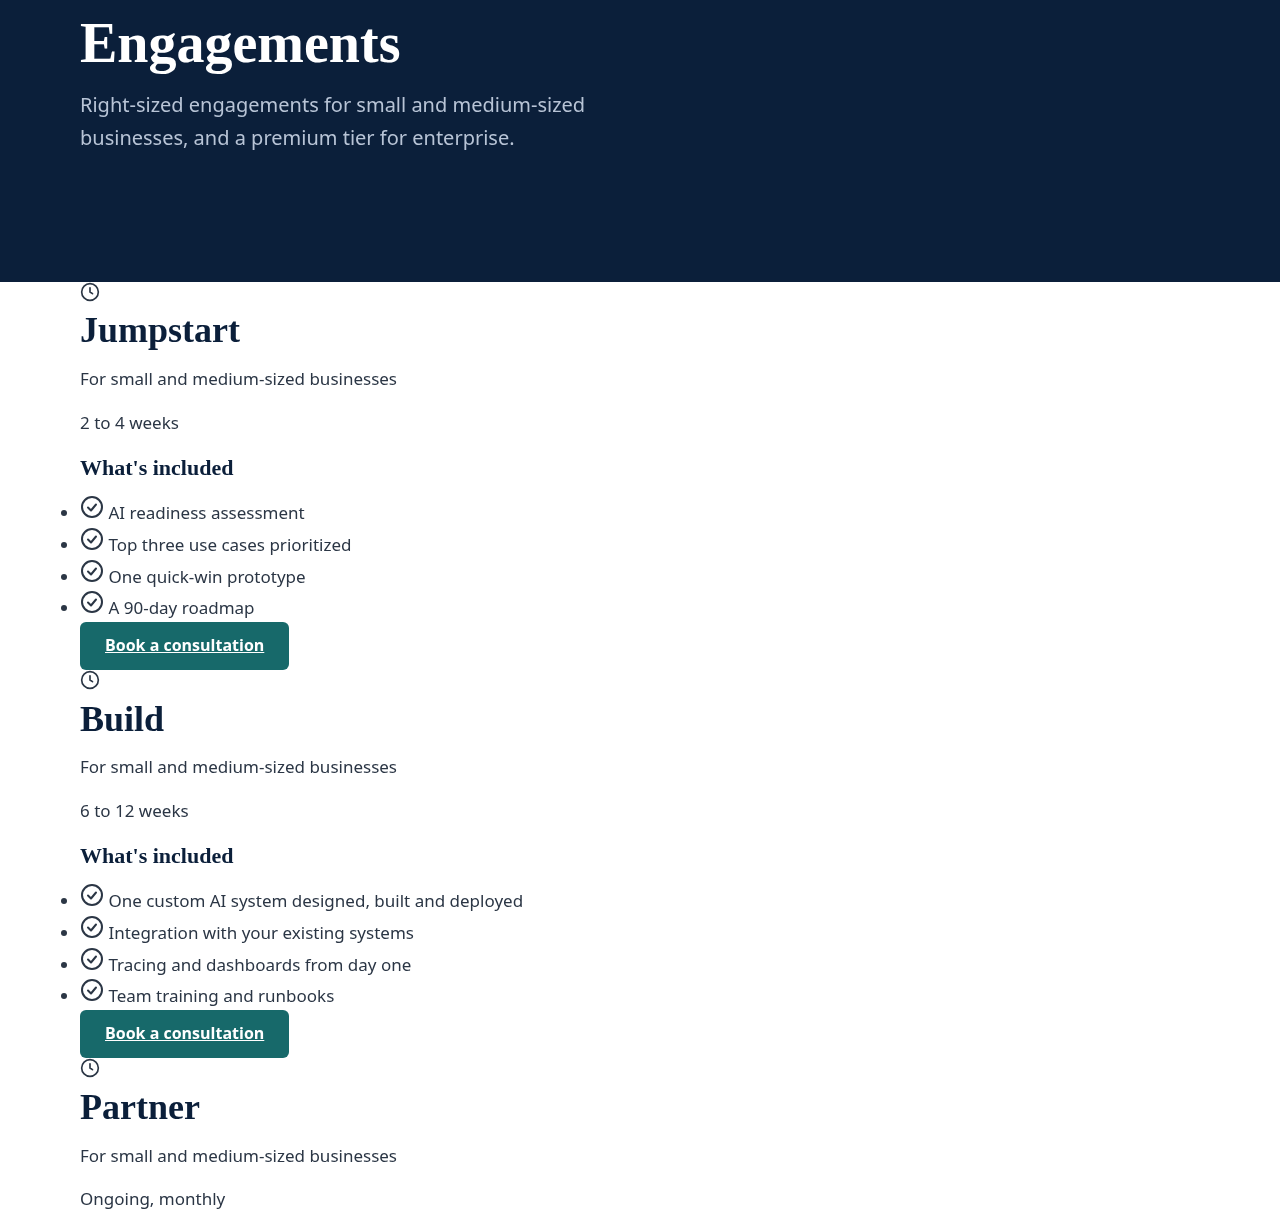 Engagements
Right-sized engagements for small and medium-sized
businesses, and a premium tier for enterprise.
Jumpstart
For small and medium-sized businesses
2 to 4 weeks
What's included
AI readiness assessment
Top three use cases prioritized
One quick-win prototype
A 90-day roadmap
Book a consultation
Build
For small and medium-sized businesses
6 to 12 weeks
What's included
One custom AI system designed, built and deployed
Integration with your existing systems
Tracing and dashboards from day one
Team training and runbooks
Book a consultation
Partner
For small and medium-sized businesses
Ongoing, monthly